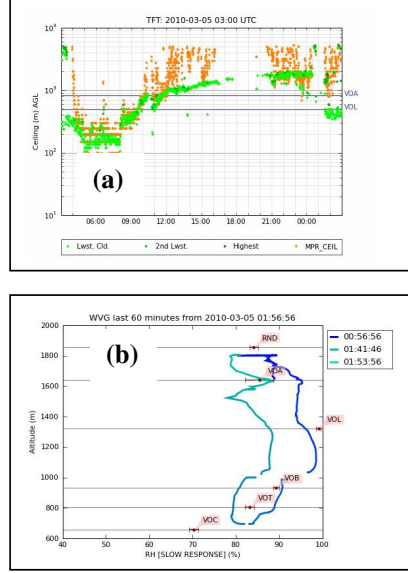 TFT: 2010-03-05 03:00 UTC
10⁴
10³
10²
10¹
Ceiling (m) AGL
VOA
VOL
(a)
06:00 09:00 12:00 15:00 18:00 21:00 00:00
Lwst. Cld. 2nd Lwst. Highest MPR_CEIL
WVG last 60 minutes from 2010-03-05 01:56:56
(b)
2000
1800
1600
1400
1200
1000
800
600
Altitude (m)
RND
VOA
VOL
VOB
VOT
VOC
00:56:56
01:41:46
01:53:56
40 50 60 70 80 90 100
RH [SLOW RESPONSE] (%)